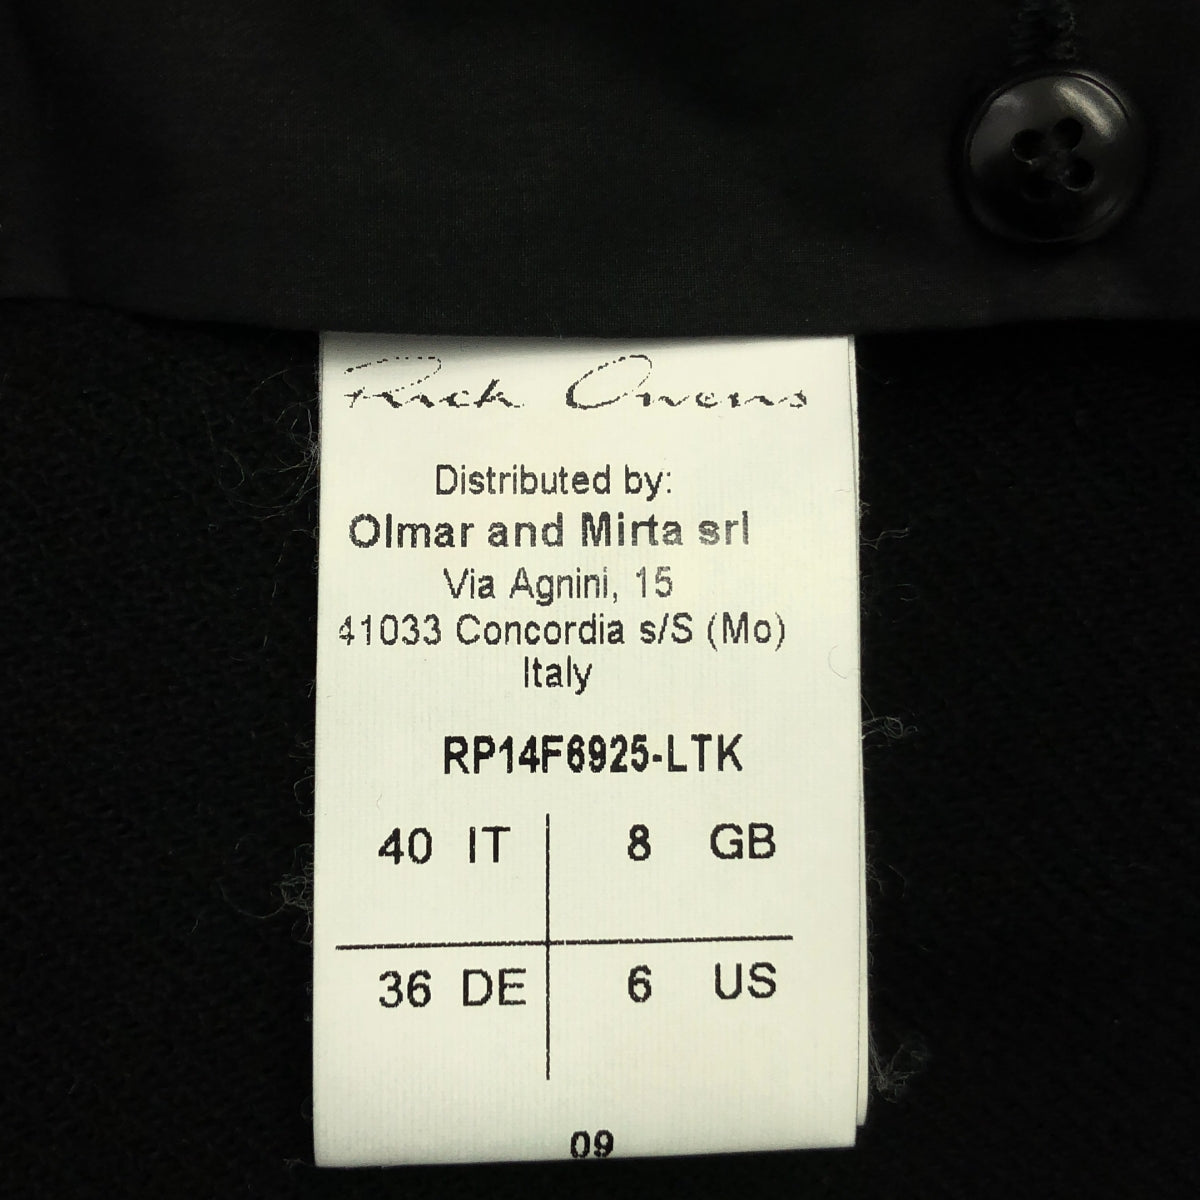 Rick Owens
Distributed by:
Olmar and Mirta srl
Via Agnini, 15
41033 Concordia s/S (Mo)
Italy
RP14F6925-LTK
40 IT 8 GB
36 DE 6 US
09